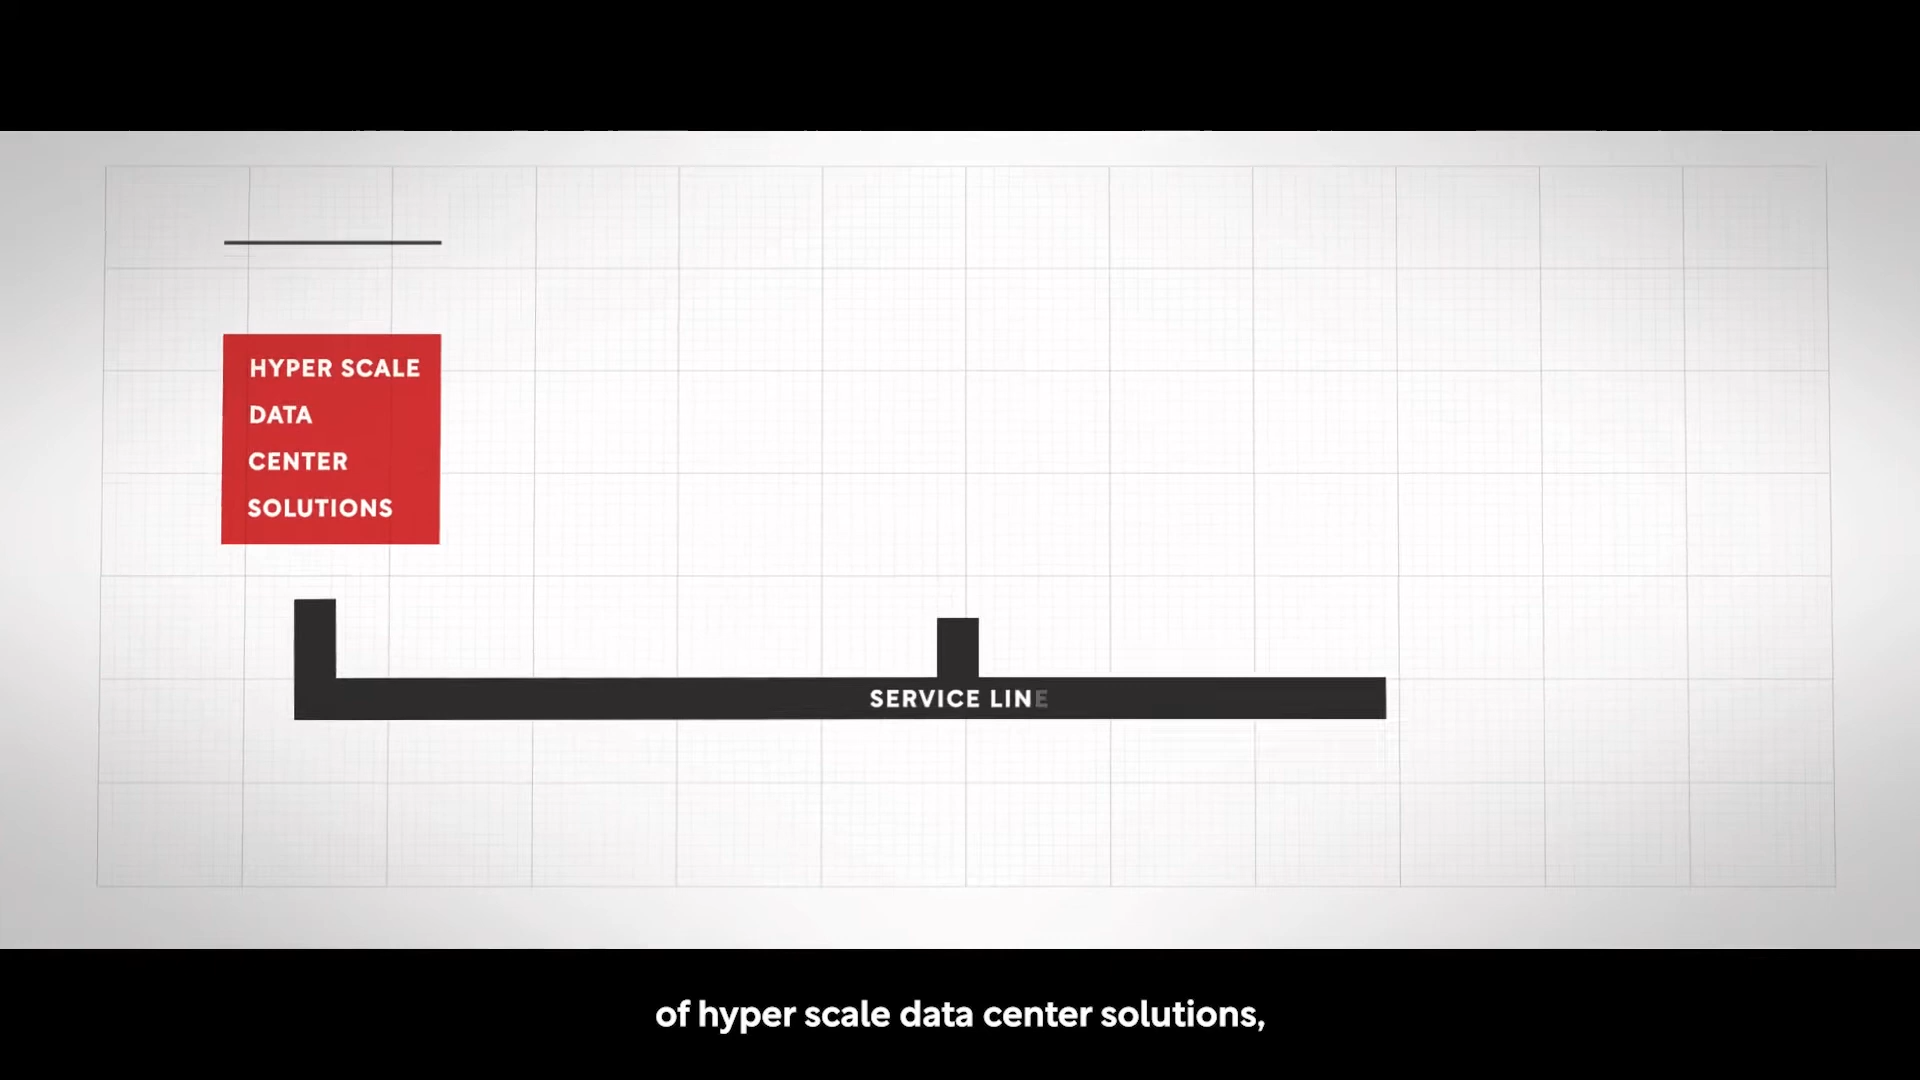 HYPER SCALE
DATA
CENTER
SOLUTIONS
SERVICE LINE
of hyper scale data center solutions,